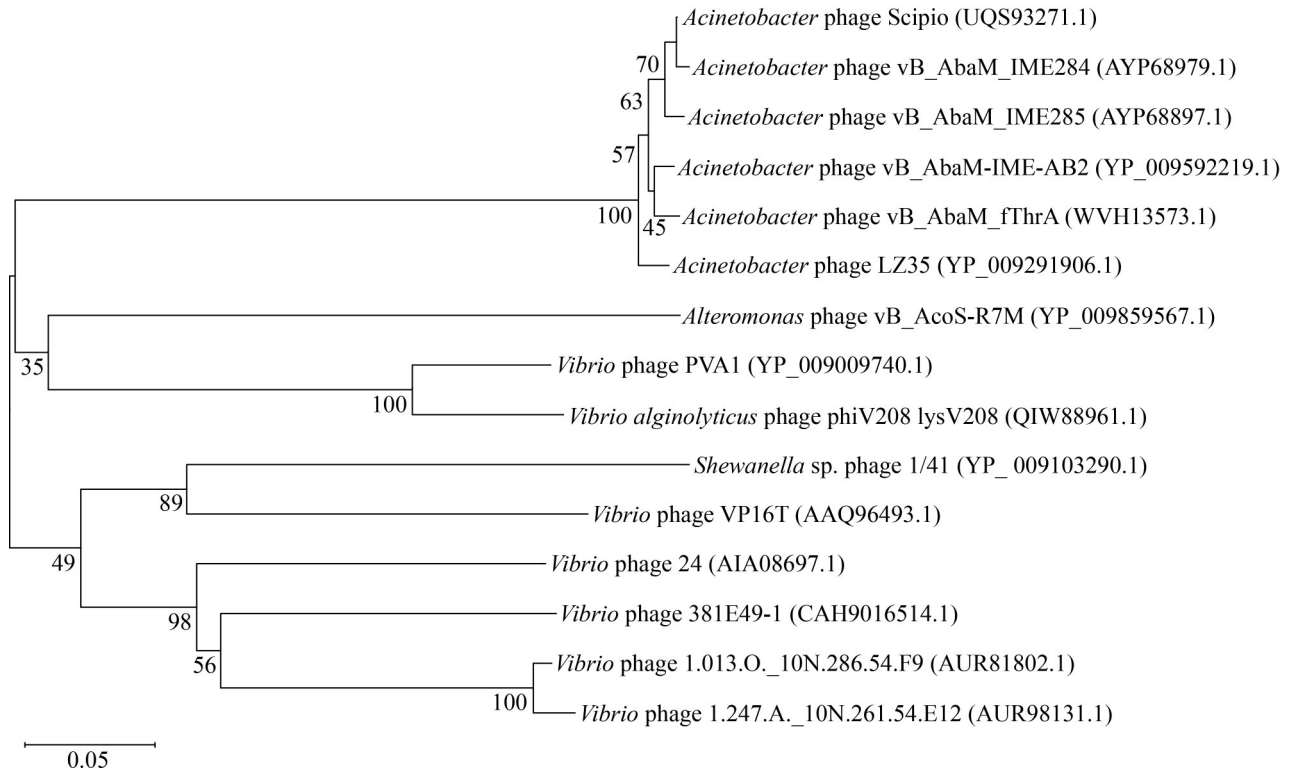 Acinetobacter phage Scipio (UQS93271.1)
70
Acinetobacter phage vB_AbaM_IME284 (AYP68979.1)
63
Acinetobacter phage vB_AbaM_IME285 (AYP68897.1)
57
Acinetobacter phage vB_AbaM-IME-AB2 (YP_009592219.1)
100
45
Acinetobacter phage vB_AbaM_fThrA (WVH13573.1)
Acinetobacter phage LZ35 (YP_009291906.1)
Alteromonas phage vB_AcoS-R7M (YP_009859567.1)
35
Vibrio phage PVA1 (YP_009009740.1)
100
Vibrio alginolyticus phage phiV208 lysV208 (QIW88961.1)
Shewanella sp. phage 1/41 (YP_ 009103290.1)
89
Vibrio phage VP16T (AAQ96493.1)
49
Vibrio phage 24 (AIA08697.1)
98
Vibrio phage 381E49-1 (CAH9016514.1)
56
Vibrio phage 1.013.O._10N.286.54.F9 (AUR81802.1)
100
Vibrio phage 1.247.A._10N.261.54.E12 (AUR98131.1)
0.05